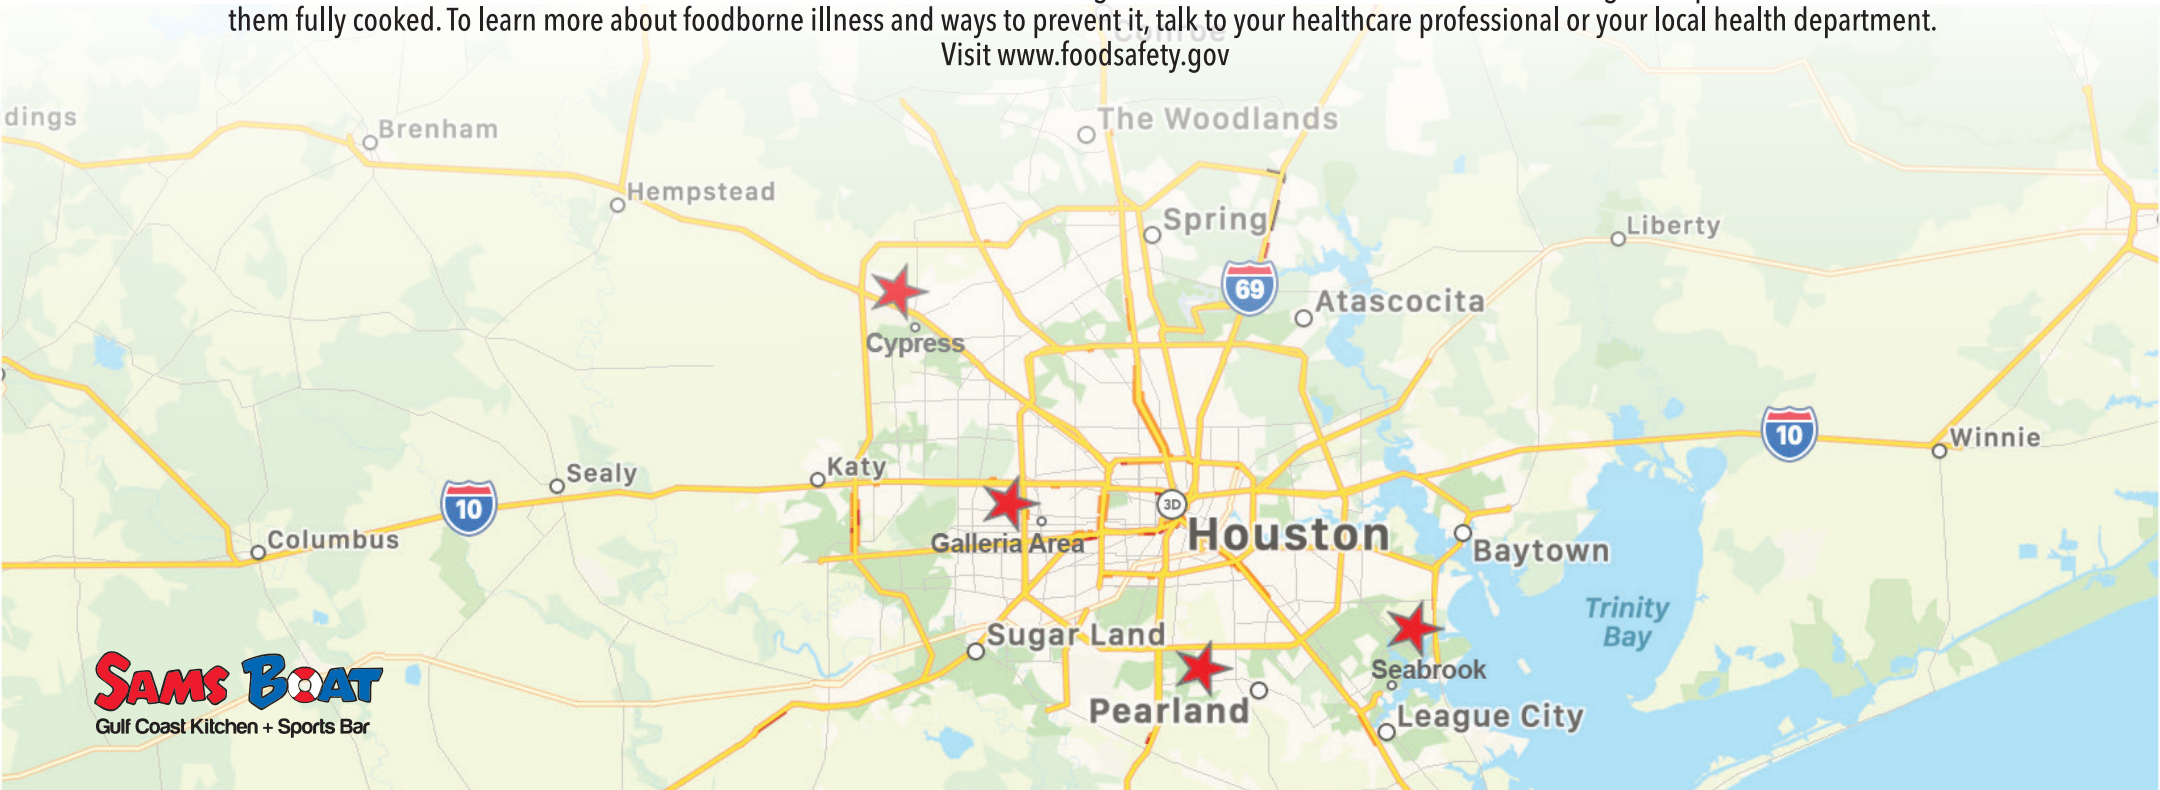 them fully cooked. To learn more about foodborne illness and ways to prevent it, talk to your healthcare professional or your local health department.
Visit www.foodsafety.gov
Conroe
dings
Brenham
The Woodlands
Hempstead
Spring
Liberty
69
Atascocita
Cypress
10
Winnie
Katy
Sealy
10
3D
Columbus
Galleria Area
Houston
Baytown
Trinity
Bay
Sugar Land
Seabrook
SAMS BOAT
Gulf Coast Kitchen + Sports Bar
Pearland
League City